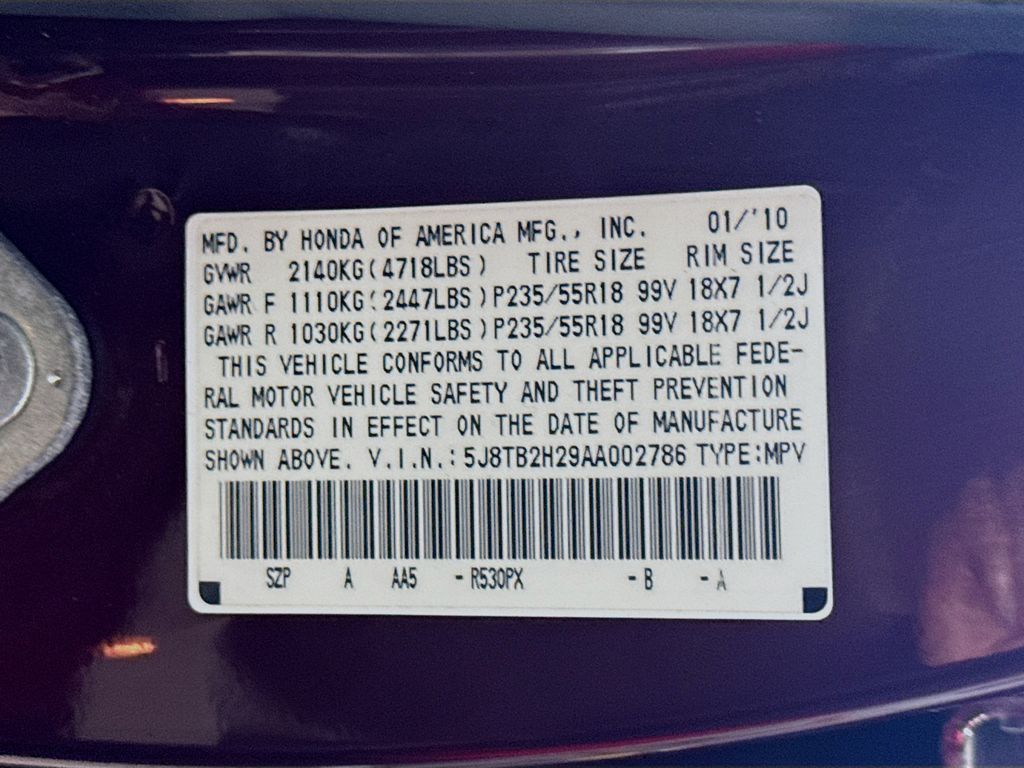 MFD. BY HONDA OF AMERICA MFG., INC. 01/'10
GVWR 2140KG(4718LBS) TIRE SIZE RIM SIZE
GAWR F 1110KG(2447LBS)P235/55R18 99V 18X7 1/2J
GAWR R 1030KG(2271LBS)P235/55R18 99V 18X7 1/2J
THIS VEHICLE CONFORMS TO ALL APPLICABLE FEDE-
RAL MOTOR VEHICLE SAFETY AND THEFT PREVENTION
STANDARDS IN EFFECT ON THE DATE OF MANUFACTURE
SHOWN ABOVE. V.I.N.:5J8TB2H29AA002786 TYPE:MPV
SZP A AA5 -R530PX -B -A